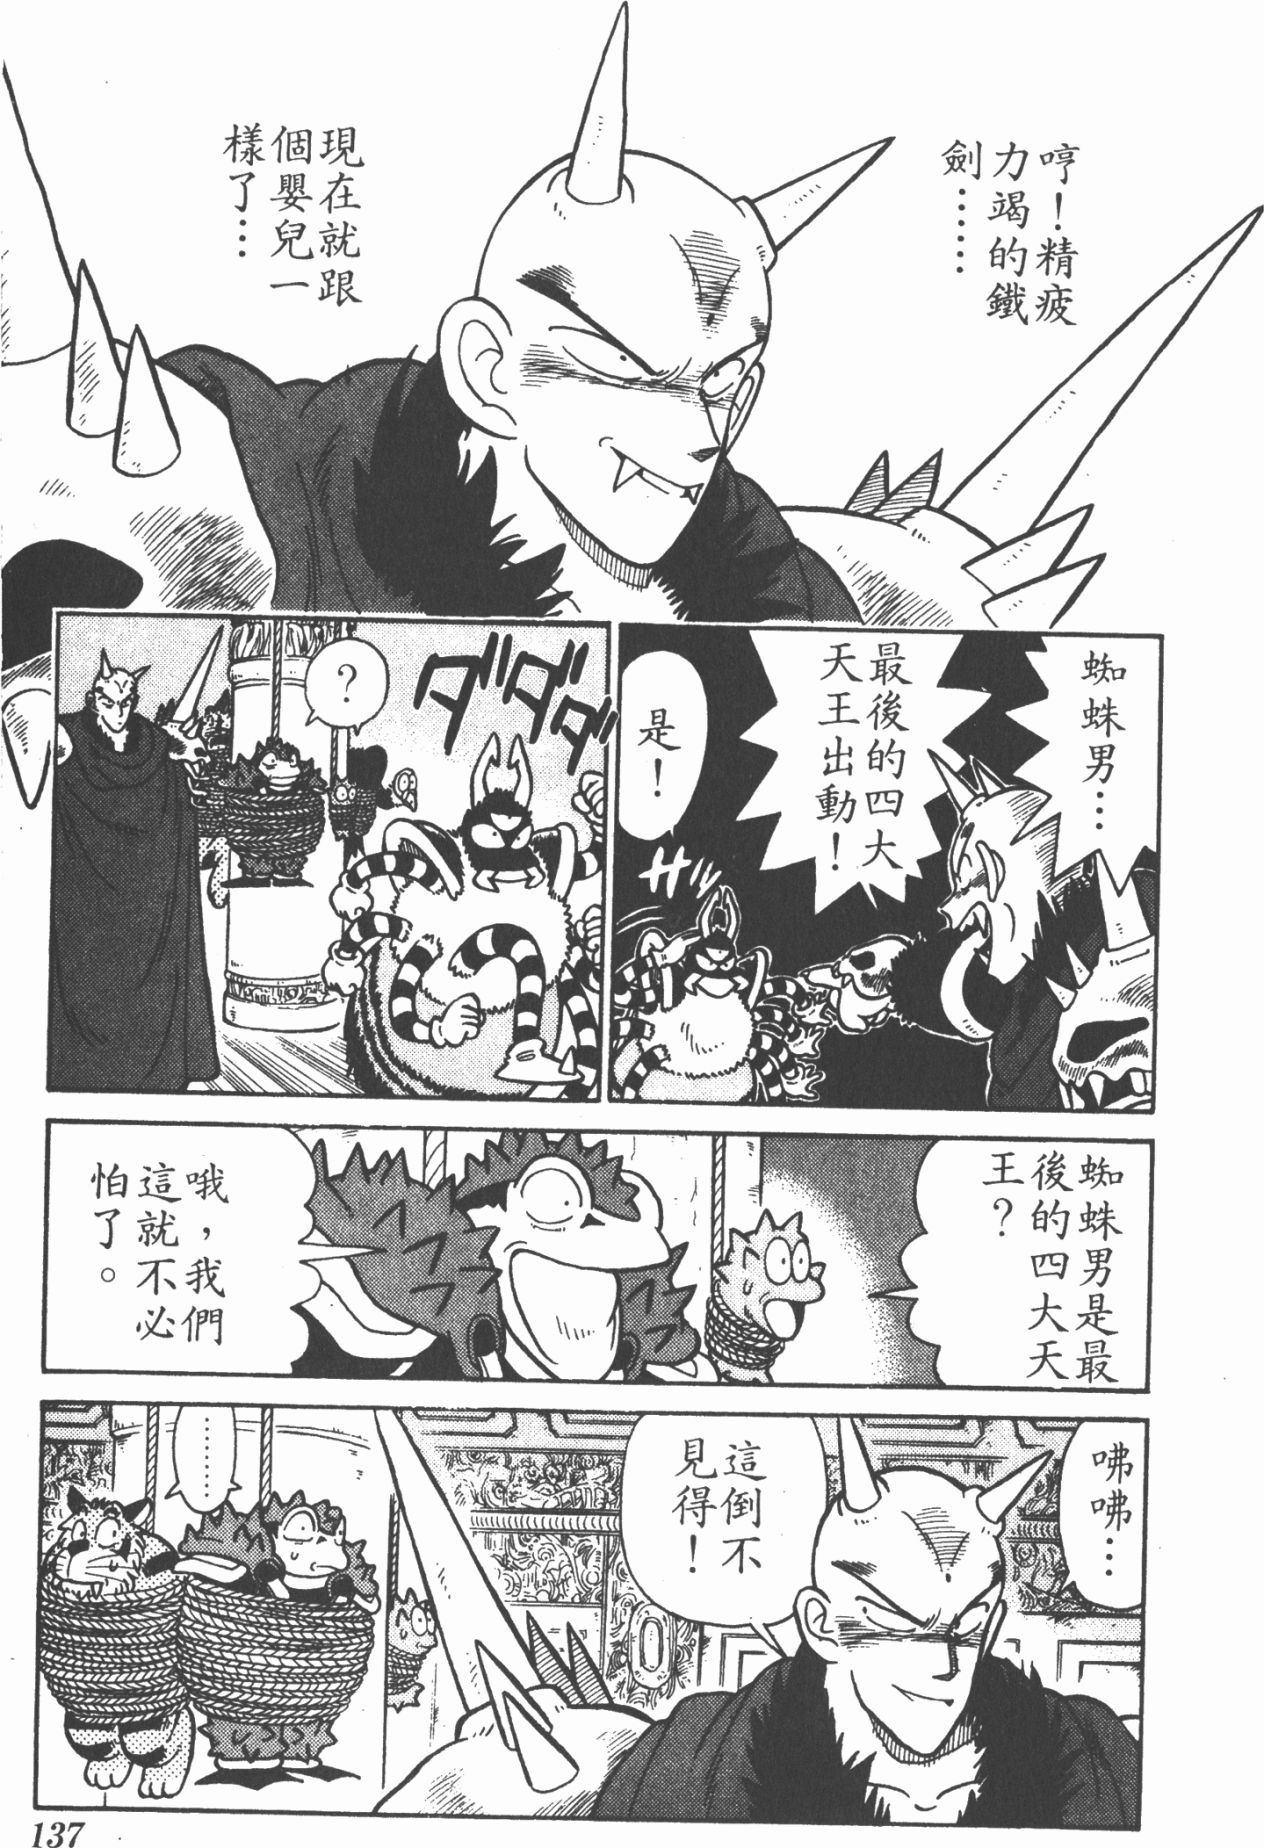 哼！精疲
力竭的鐵
劍……
現在就跟
個嬰兒一
樣了…
蜘蛛男…
最後的四大
天王出動！
是！
ザッ
ダダダ
？
蜘蛛男是最
後的四大天
王？
哦，我們
這就不必
怕了。
咈咈…
這倒不
見得！
……
137